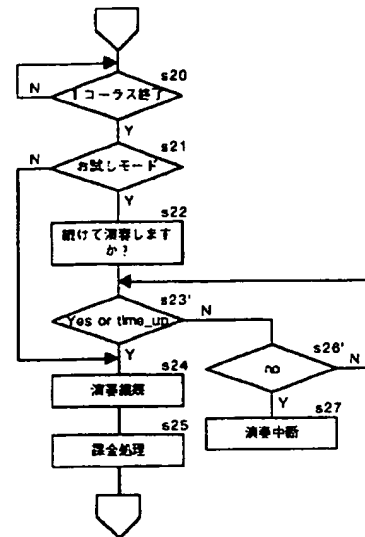 s20
N
1 コーラス終了
Y
s21
N
お試しモード
Y
s22
続けて演奏します
か？
s23'
Yes or time_up
N
Y
s26'
no
N
s24
演奏継続
Y
s27
演奏中断
s25
課金処理